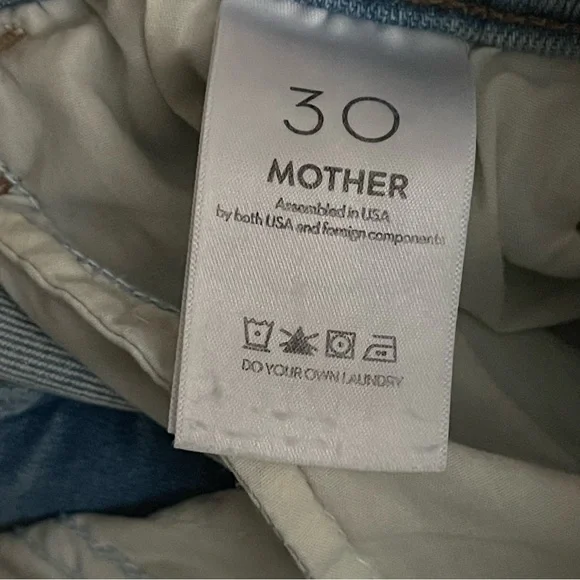 30
MOTHER
Assembled in USA
by both USA and foreign components
DO YOUR OWN LAUNDRY